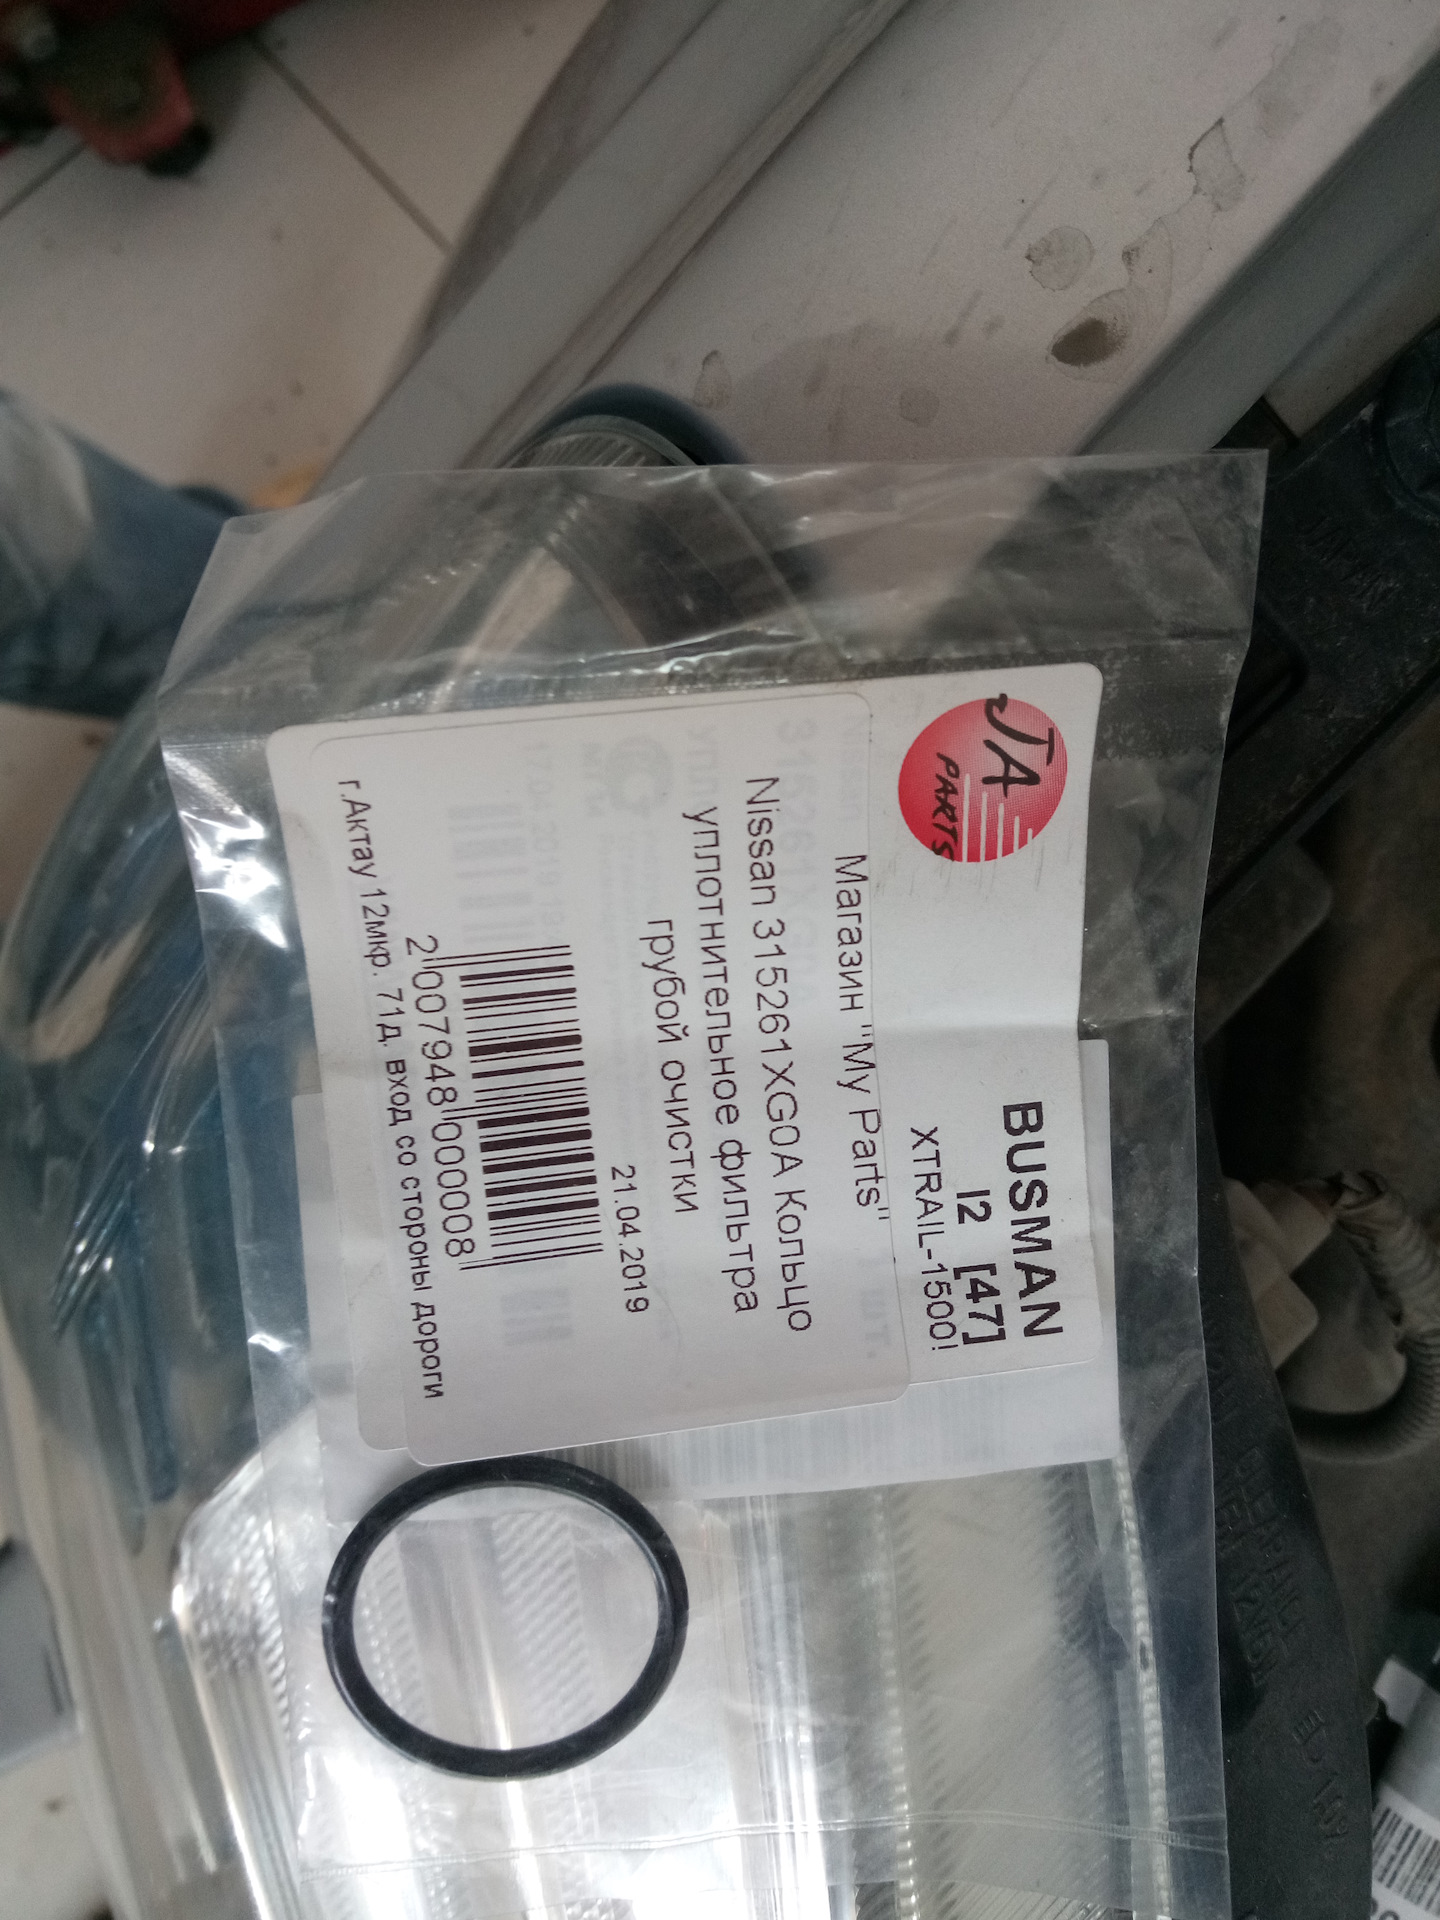 JA
PARTS
BUSMAN
I2 [47]
XTRAIL-1500!
Магазин "My Parts"
Nissan 315261XG0A Кольцо
уплотнительное фильтра
грубой очистки
21.04.2019
2 007948 000008
г.Актау 12мкр. 71д. вход со стороны дороги
JAPAN